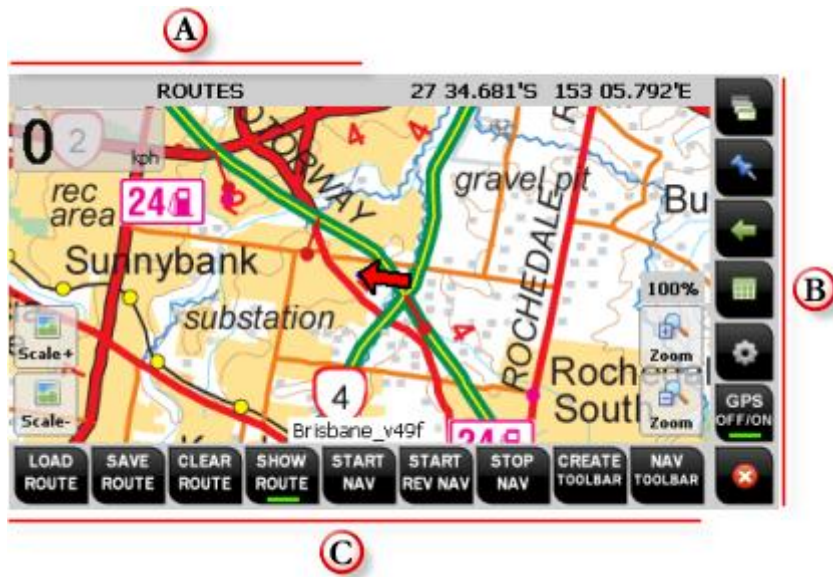 A
ROUTES 27 34.681'S 153 05.792'E
0 2
kph
4
4
MOTORWAY
gravel pit
rec
area
24
Bu
B
Sunnybank
ROCHEDALE
100%
substation
Scale+
Zoom
4
Roche
South
Scale-
4
Zoom
Brisbane_v49f
24
GPS
OFF/ON
LOAD
ROUTE
SAVE
ROUTE
CLEAR
ROUTE
SHOW
ROUTE
START
NAV
START
REV NAV
STOP
NAV
CREATE
TOOLBAR
NAV
TOOLBAR
C